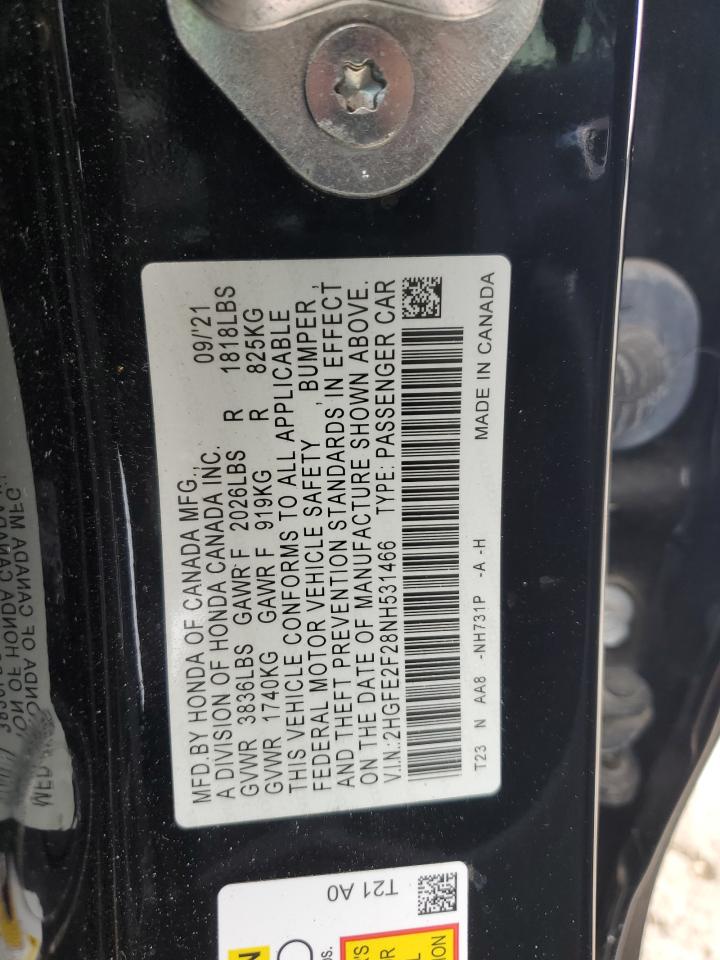 MFD.BY HONDA OF CANADA MFG., 09/'21
A DIVISION OF HONDA CANADA INC.
GVWR 3836LBS GAWR F 2026LBS R 1818LBS
GVWR 1740KG GAWR F 919KG R 825KG
THIS VEHICLE CONFORMS TO ALL APPLICABLE
FEDERAL MOTOR VEHICLE SAFETY , BUMPER ,
AND THEFT PREVENTION STANDARDS IN EFFECT
ON THE DATE OF MANUFACTURE SHOWN ABOVE.
V.I.N.:2HGFE2F28NH531466 TYPE: PASSENGER CAR
T23 N AA8 -NH731P -A -H MADE IN CANADA
T21 A0